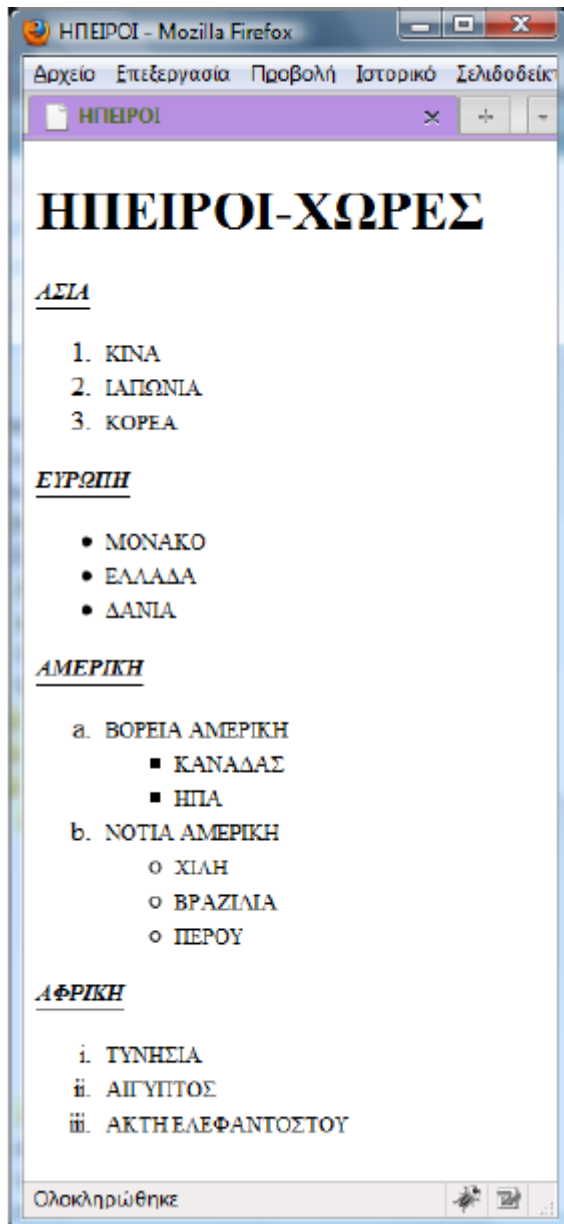 ΗΠΕΙΡΟΙ - Mozilla Firefox
Αρχείο Επεξεργασία Προβολή Ιστορικό Σελιδοδείκτ
ΗΠΕΙΡΟΙ
ΗΠΕΙΡΟΙ-ΧΩΡΕΣ
ΑΣΙΑ
1. ΚΙΝΑ
2. ΙΑΠΩΝΙΑ
3. ΚΟΡΕΑ
ΕΥΡΩΠΗ
• ΜΟΝΑΚΟ
• ΕΛΛΑΔΑ
• ΔΑΝΙΑ
ΑΜΕΡΙΚΗ
a. ΒΟΡΕΙΑ ΑΜΕΡΙΚΗ
▪ ΚΑΝΑΔΑΣ
▪ ΗΠΑ
b. ΝΟΤΙΑ ΑΜΕΡΙΚΗ
o ΧΙΛΗ
o ΒΡΑΖΙΛΙΑ
o ΠΕΡΟΥ
ΑΦΡΙΚΗ
i. ΤΥΝΗΣΙΑ
ii. ΑΙΓΥΠΤΟΣ
iii. ΑΚΤΗ ΕΛΕΦΑΝΤΟΣΤΟΥ
Ολοκληρώθηκε